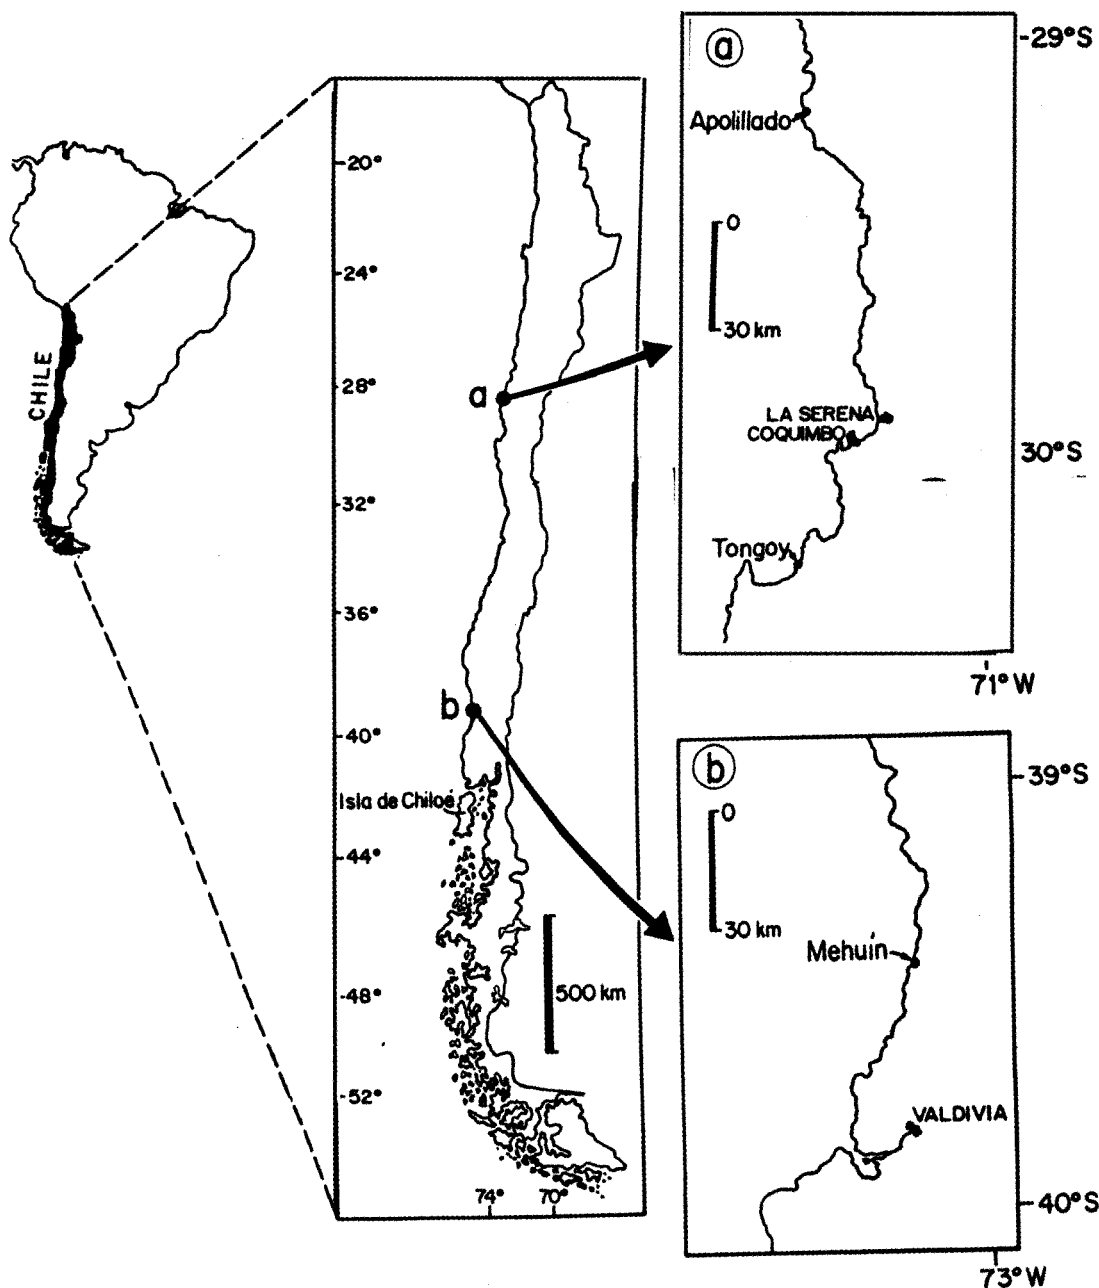 CHILE
-20°
-24°
-28°
-32°
-36°
-40°
-44°
-48°
-52°
a
b
Isla de Chiloé
500 km
74°
70°
a
-29°S
Apolillado
0
30 km
LA SERENA
COQUIMBO
30°S
Tongoy
71°W
b
-39°S
0
30 km
Mehuín
VALDIVIA
-40°S
73°W